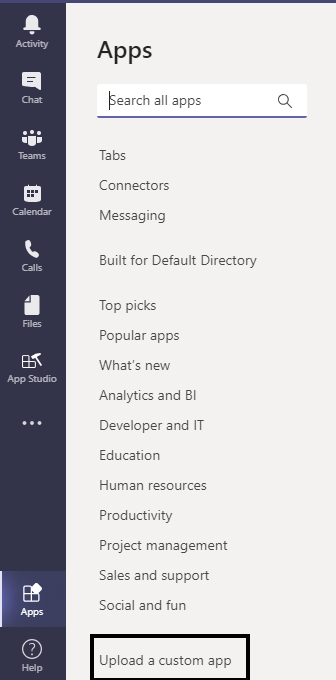 Activity
Chat
Teams
Calendar
Calls
Files
App Studio
Apps
Help
Apps
Search all apps
Tabs
Connectors
Messaging
Built for Default Directory
Top picks
Popular apps
What's new
Analytics and BI
Developer and IT
Education
Human resources
Productivity
Project management
Sales and support
Social and fun
Upload a custom app